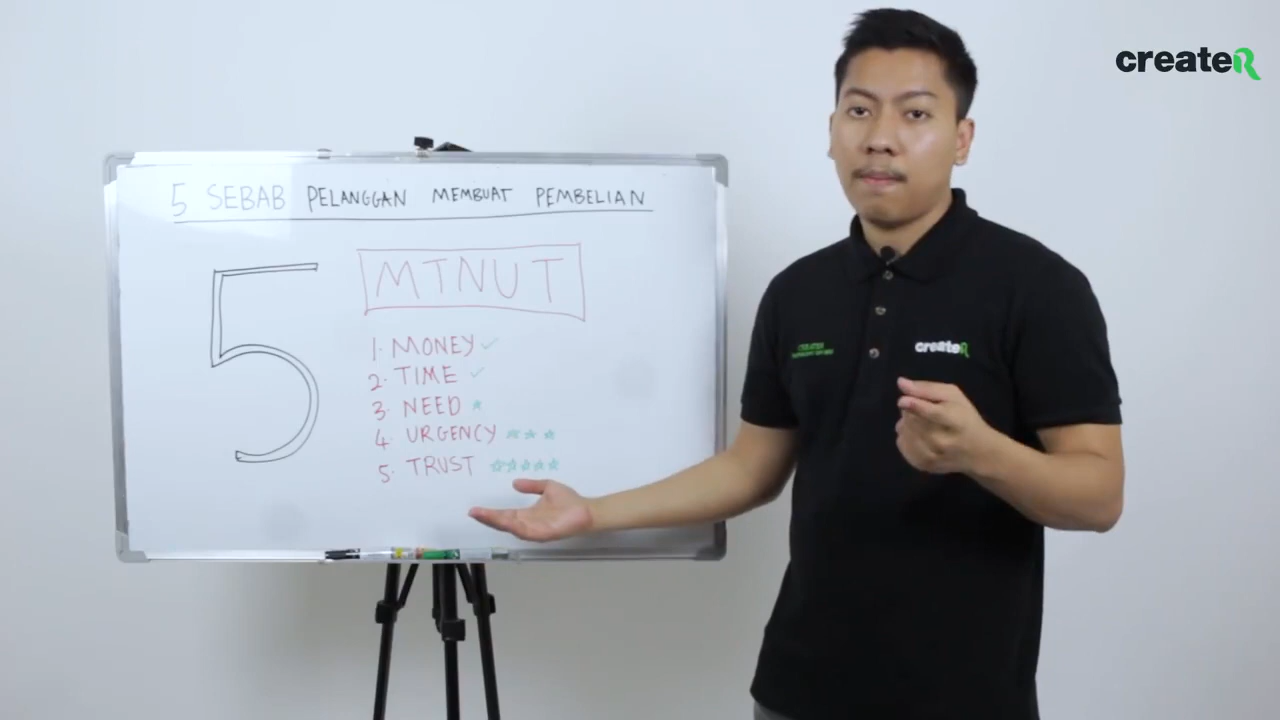 createR
5 SEBAB PELANGGAN MEMBUAT PEMBELIAN
5
MTNUT
1. MONEY
2. TIME
3. NEED
4. URGENCY
5. TRUST
createR